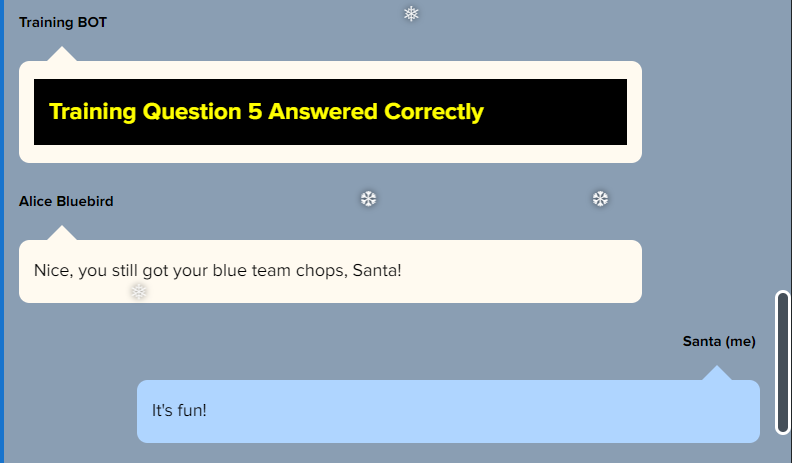 Training BOT
Training Question 5 Answered Correctly
Alice Bluebird
Nice, you still got your blue team chops, Santa!
Santa (me)
It's fun!